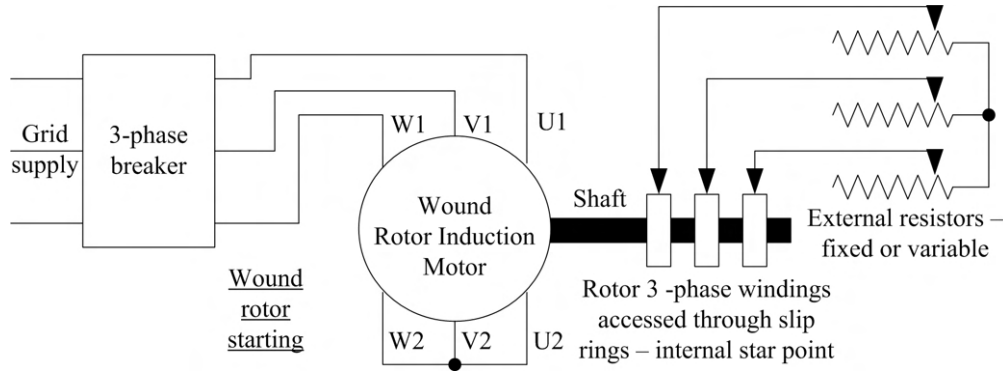 Grid
supply
3-phase
breaker
W1
V1
U1
Wound
Rotor Induction
Motor
Shaft
External resistors –
fixed or variable
Wound
rotor
starting
W2
V2
U2
Rotor 3 -phase windings
accessed through slip
rings – internal star point